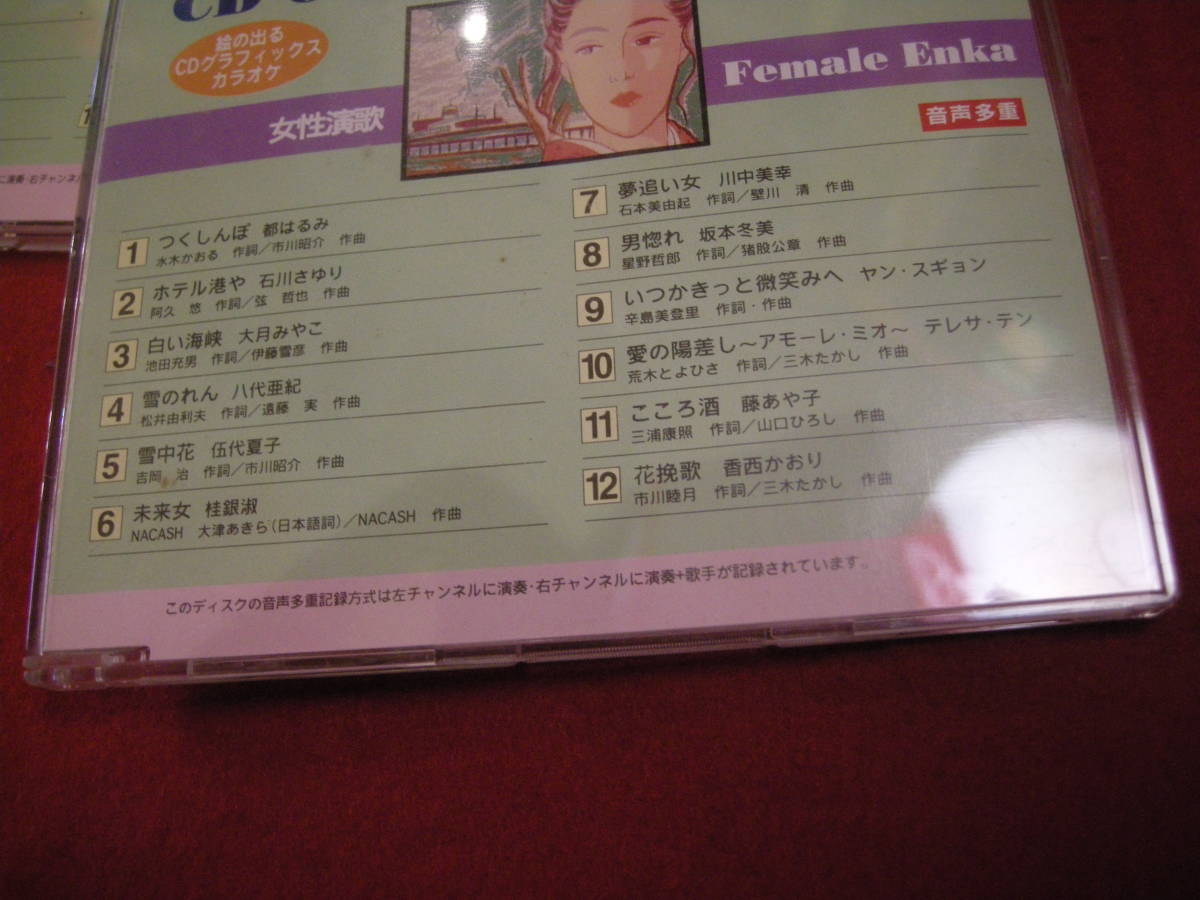 CD
絵の出る
CDグラフィックス
カラオケ
女性演歌
Female Enka
音声多重
1 つくしんぼ 都はるみ
水木かおる 作詞/市川昭介 作曲
2 ホテル港や 石川さゆり
阿久 悠 作詞/弦 哲也 作曲
3 白い海峡 大月みやこ
池田充男 作詞/伊藤雪彦 作曲
4 雪のれん 八代亜紀
松井由利夫 作詞/遠藤 実 作曲
5 雪中花 伍代夏子
吉岡 治 作詞/市川昭介 作曲
6 未来女 桂銀淑
NACASH 大津あきら(日本語詞)/NACASH 作曲
7 夢追い女 川中美幸
石本美由起 作詞/壁川 清 作曲
8 男惚れ 坂本冬美
星野哲郎 作詞/猪股公章 作曲
9 いつかきっと微笑みへ ヤン・スギョン
辛島美登里 作詞・作曲
10 愛の陽差し〜アモーレ・ミオ〜 テレサ・テン
荒木とよひさ 作詞/三木たかし 作曲
11 こころ酒 藤あや子
三浦康照 作詞/山口ひろし 作曲
12 花挽歌 香西かおり
市川睦月 作詞/三木たかし 作曲
このディスクの音声多重記録方式は左チャンネルに演奏・右チャンネルに演奏+歌手が記録されています。
に演奏・右チャンネル